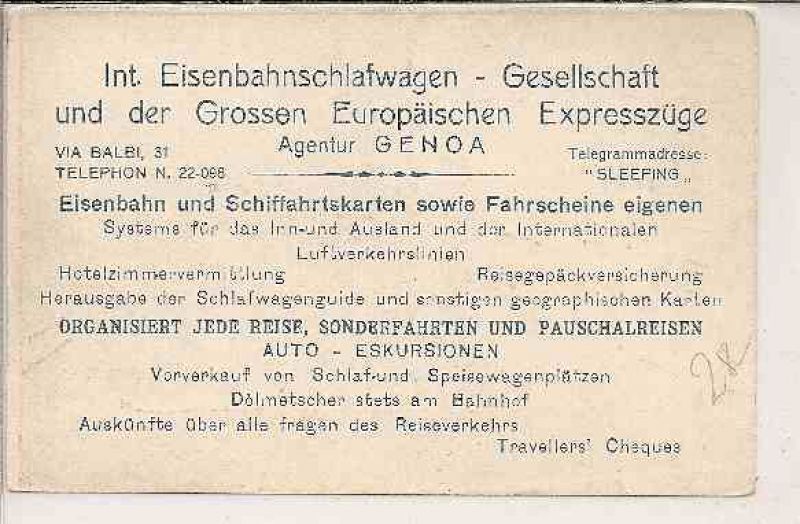 Int. Eisenbahnschlafwagen - Gesellschaft
und der Grossen Europäischen Expresszüge
Agentur GENOA
VIA BALBI, 31
TELEPHON N. 22-098
Telegrammadresse:
"SLEEPING"
Eisenbahn und Schiffahrtskarten sowie Fahrscheine eigenen
Systems für das Inn-und Ausland und der Internationalen
Luftverkehrslinien
Hotelzimmervermittlung
Reisegepäckversicherung
Herausgabe der Schlafwagenguide und sonstigen geographischen Karten
ORGANISIERT JEDE REISE, SONDERFAHRTEN UND PAUSCHALREISEN
AUTO - ESKURSIONEN
Vorverkauf von Schlaf-und. Speisewagenplätzen
Dölmetscher stets am Bahnhof
Auskünfte über alle fragen des Reiseverkehrs
Travellers' Cheques
28